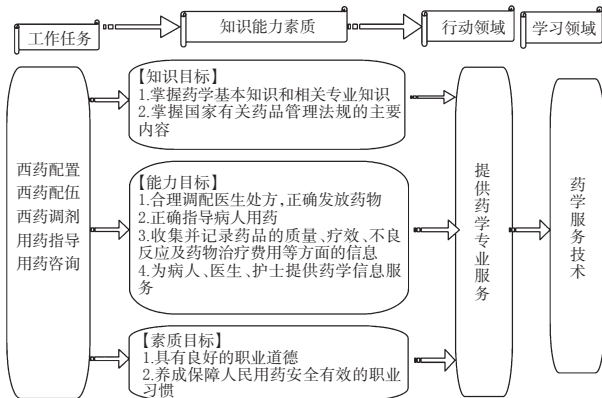 工作任务
知识能力素质
行动领域
学习领域
西药配置
西药配伍
西药调剂
用药指导
用药咨询
【知识目标】
1.掌握药学基本知识和相关专业知识
2.掌握国家有关药品管理法规的主要
内容
【能力目标】
1.合理调配医生处方,正确发放药物
2.正确指导病人用药
3.收集并记录药品的质量、疗效、不良
反应及药物治疗费用等方面的信息
4.为病人、医生、护士提供药学信息服
务
【素质目标】
1.具有良好的职业道德
2.养成保障人民用药安全有效的职业
习惯
提供药学专业服务
药学服务技术